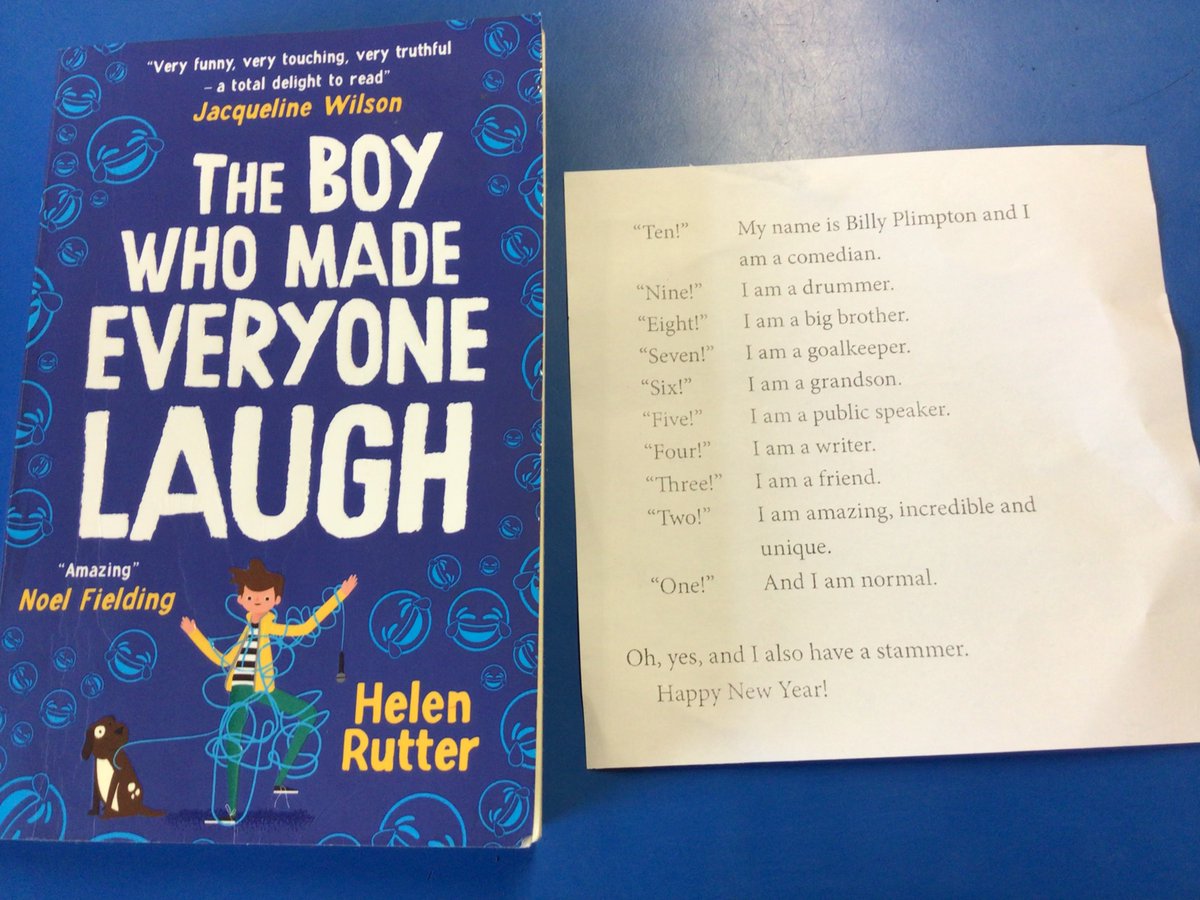 “Very funny, very touching, very truthful
– a total delight to read”
Jacqueline Wilson
THE BOY
WHO MADE
EVERYONE
LAUGH
“Amazing”
Noel Fielding
Helen
Rutter
“Ten!” My name is Billy Plimpton and I
am a comedian.
“Nine!” I am a drummer.
“Eight!” I am a big brother.
“Seven!” I am a goalkeeper.
“Six!” I am a grandson.
“Five!” I am a public speaker.
“Four!” I am a writer.
“Three!” I am a friend.
“Two!” I am amazing, incredible and
unique.
“One!” And I am normal.
Oh, yes, and I also have a stammer.
Happy New Year!